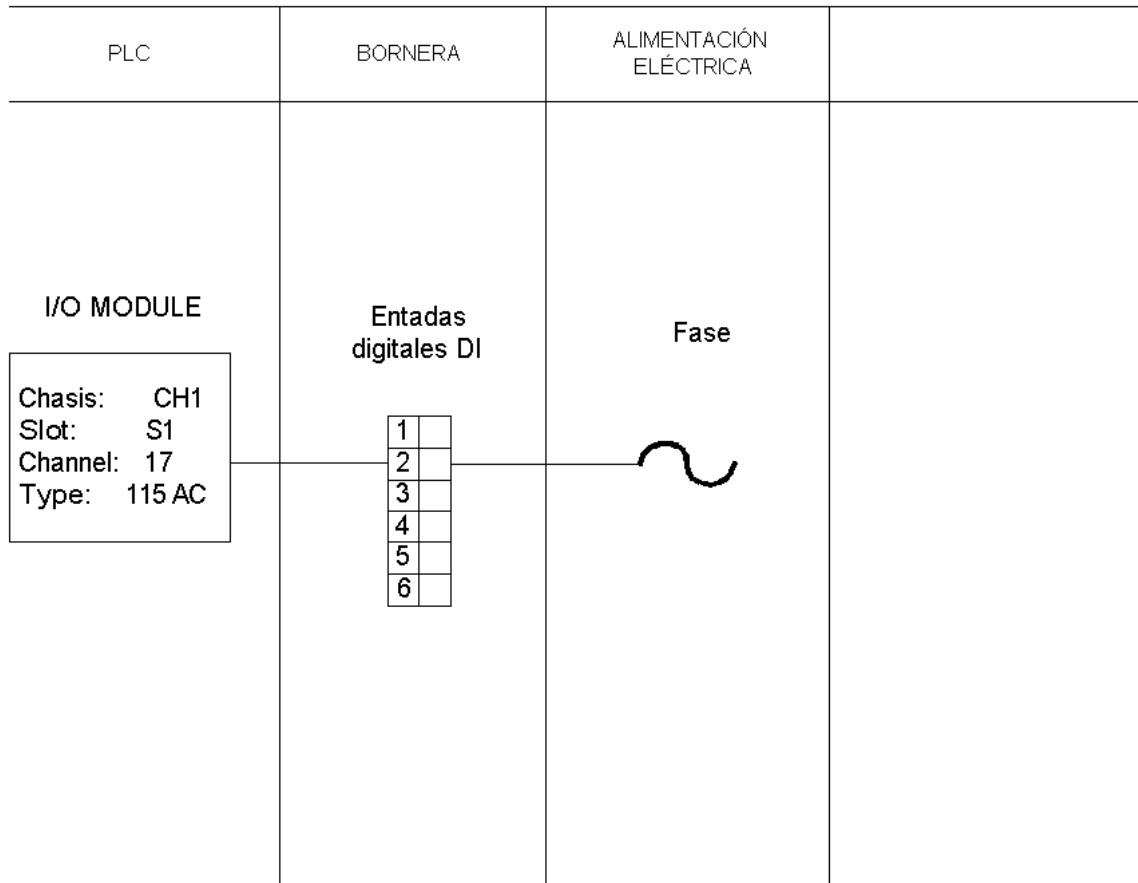 PLC
BORNERA
ALIMENTACIÓN
ELÉCTRICA
I/O MODULE
Chasis: CH1
Slot: S1
Channel: 17
Type: 115 AC
Entadas
digitales DI
1
2
3
4
5
6
Fase